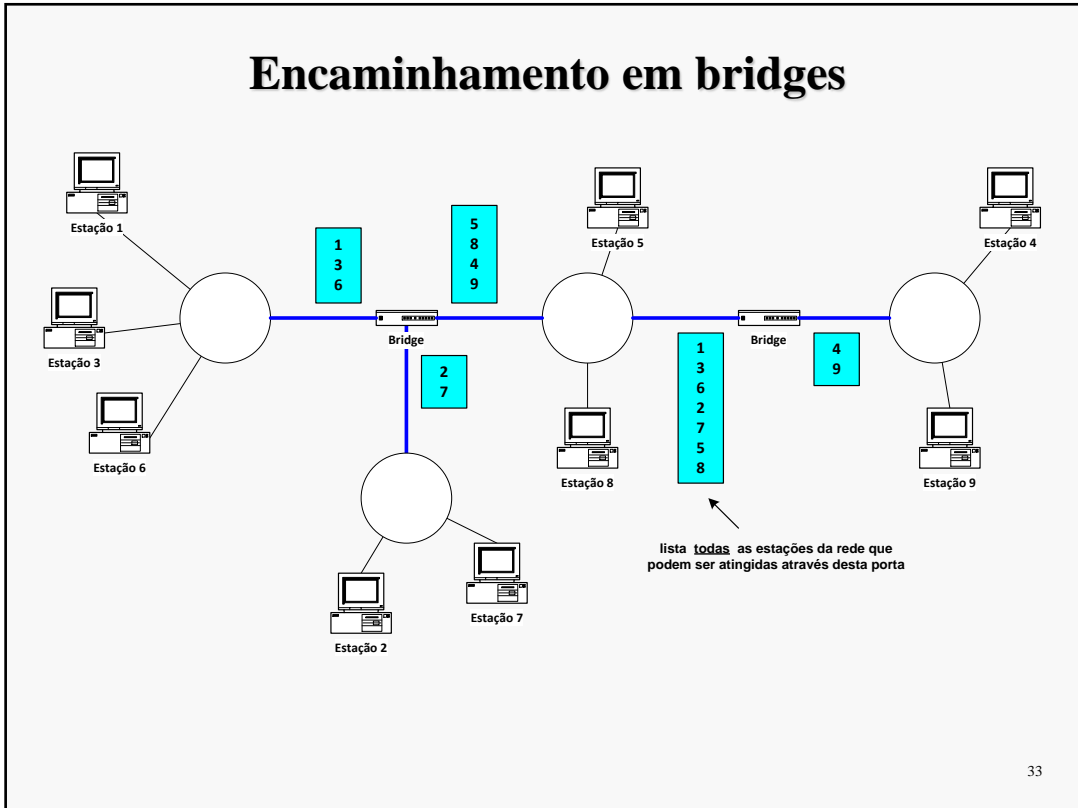 Encaminhamento em bridges
Estação 1
Estação 3
Estação 6
1
3
6
5
8
4
9
Bridge
2
7
Estação 2
Estação 7
Estação 5
Estação 8
1
3
6
2
7
5
8
Bridge
4
9
Estação 4
Estação 9
lista todas as estações da rede que
podem ser atingidas através desta porta
33